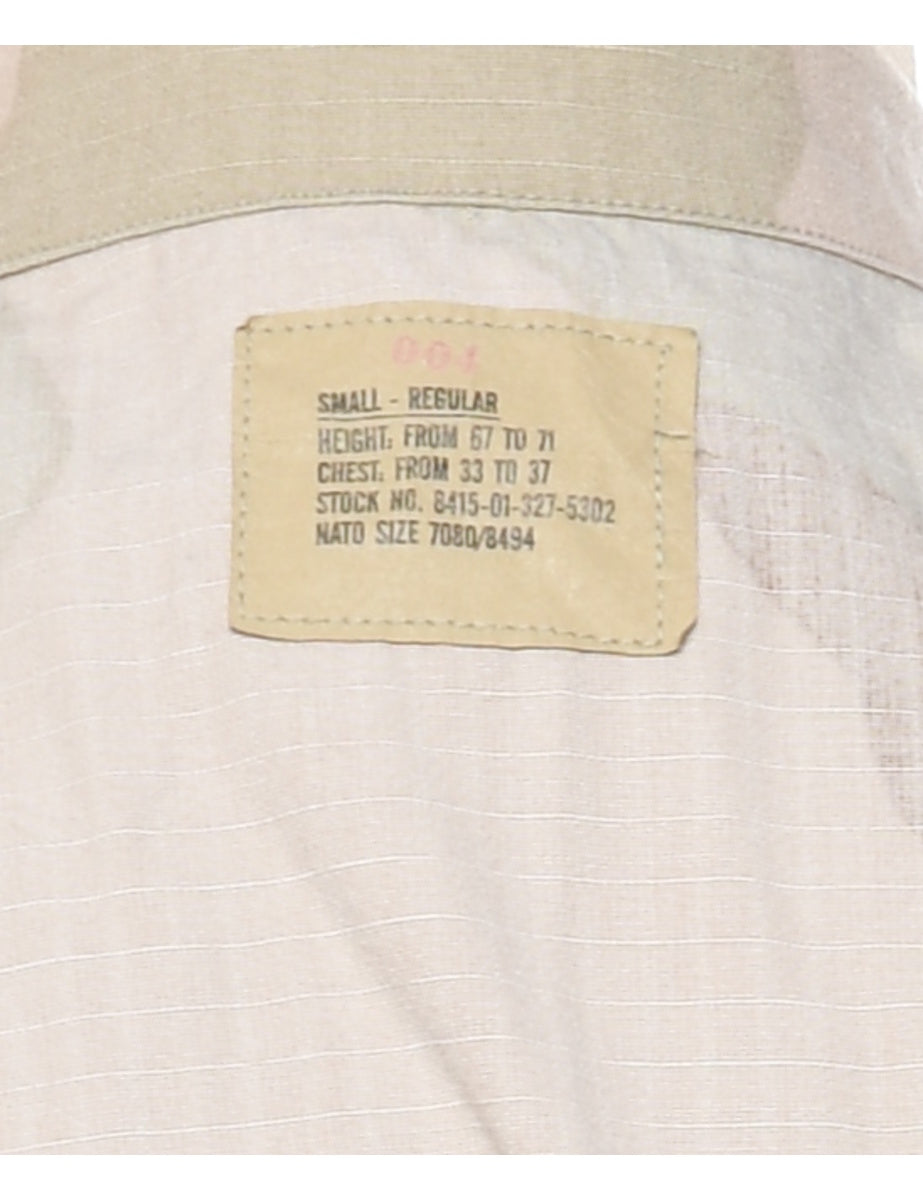 004
SMALL - REGULAR
HEIGHT: FROM 67 TO 71
CHEST: FROM 33 TO 37
STOCK NO. 8415-01-327-5302
NATO SIZE 7080/8494